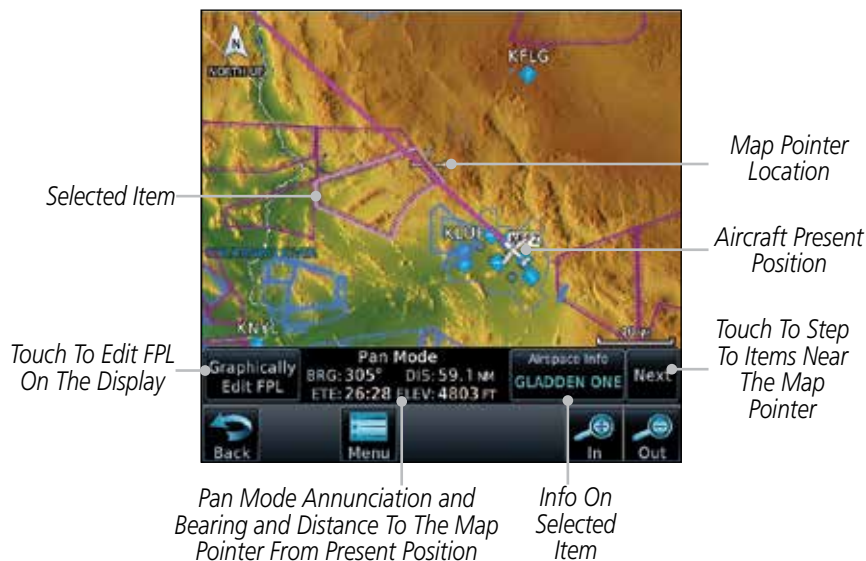 N
NORTH UP
KFLG
Map Pointer
Location
Selected Item
KLUF
Aircraft Present
Position
KNYL
Touch To Edit FPL
On The Display
Graphically
Edit FPL
Pan Mode
BRG: 305° DIS: 59.1 NM
ETE: 26:28 ELEV: 4803 FT
Airspace Info
GLADDEN ONE
Next
Touch To Step
To Items Near
The Map
Pointer
Back
Menu
In
Out
Pan Mode Annunciation and
Bearing and Distance To The Map
Pointer From Present Position
Info On
Selected
Item